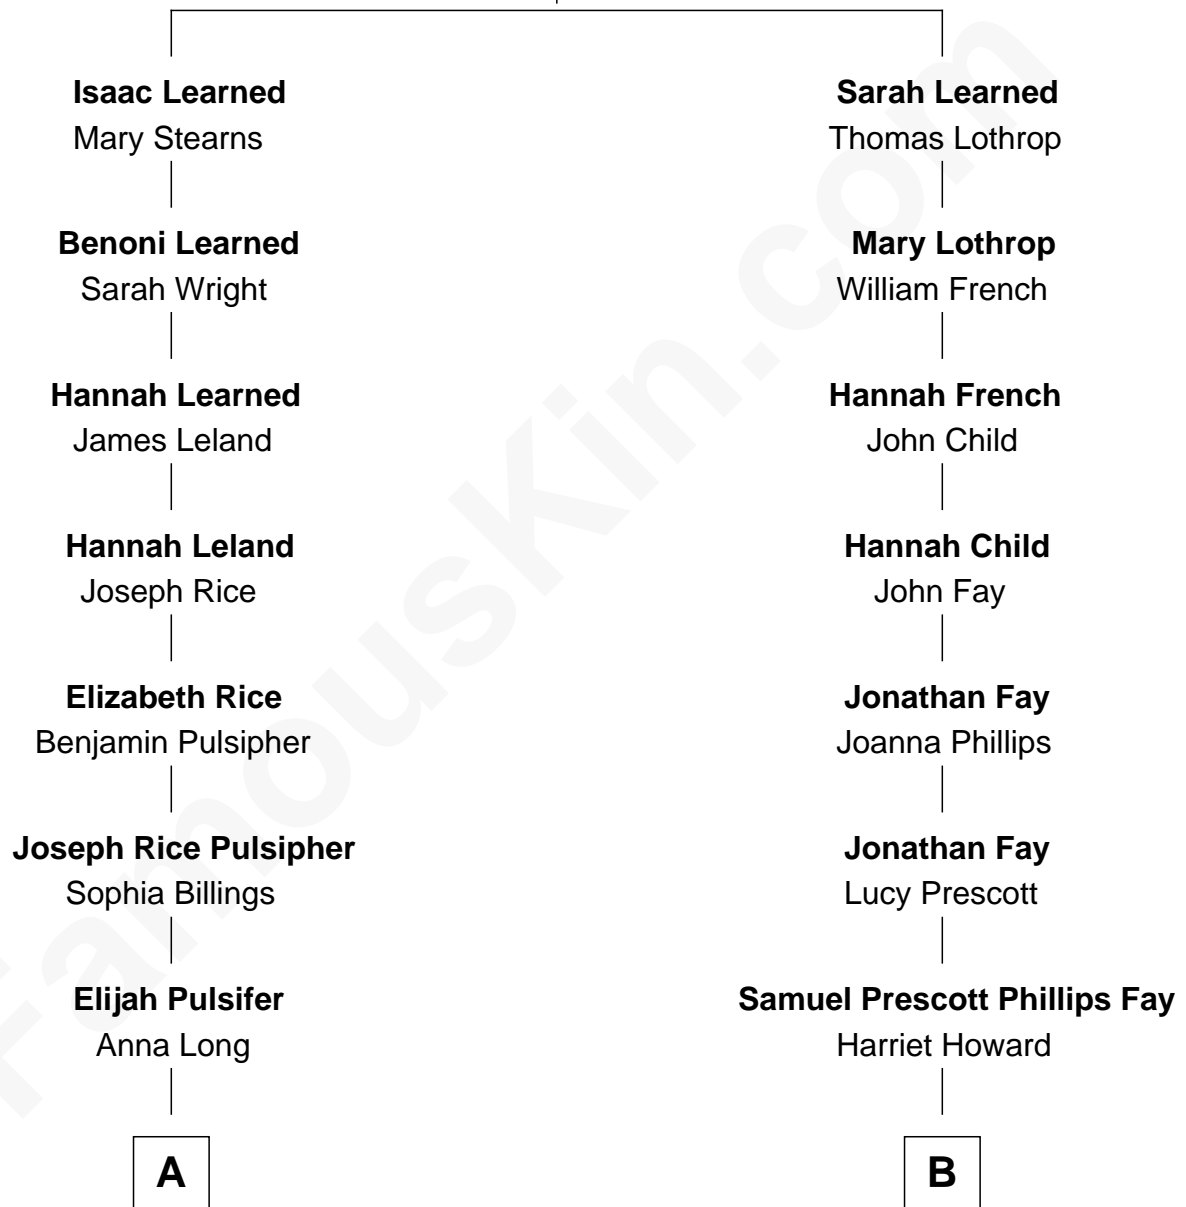 Isaac Learned
Mary Stearns
Benoni Learned
Sarah Wright
Hannah Learned
James Leland
Hannah Leland
Joseph Rice
Elizabeth Rice
Benjamin Pulsipher
Joseph Rice Pulsipher
Sophia Billings
Elijah Pulsifer
Anna Long
A
Sarah Learned
Thomas Lothrop
Mary Lothrop
William French
Hannah French
John Child
Hannah Child
John Fay
Jonathan Fay
Joanna Phillips
Jonathan Fay
Lucy Prescott
Samuel Prescott Phillips Fay
Harriet Howard
B
FamousKin.com